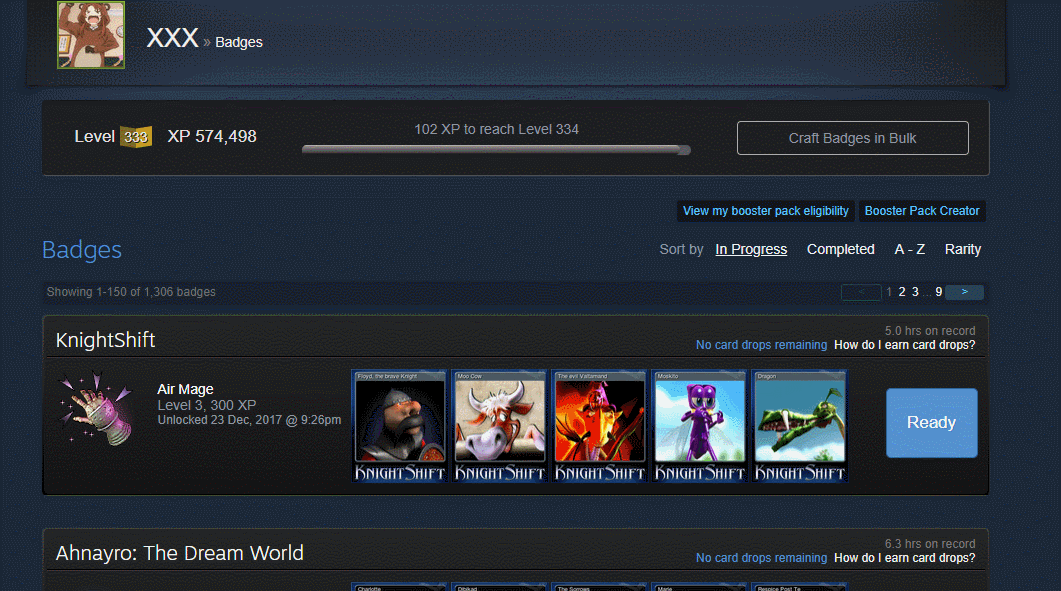 XXX » Badges
Level 333 XP 574,498
102 XP to reach Level 334
Craft Badges in Bulk
View my booster pack eligibility
Booster Pack Creator
Badges
Sort by In Progress Completed A - Z Rarity
Showing 1-150 of 1,306 badges
< 1 2 3 ... 9 >
KnightShift
5.0 hrs on record
No card drops remaining How do I earn card drops?
Air Mage
Level 3, 300 XP
Unlocked 23 Dec, 2017 @ 9:26pm
Floyd, the brave Knight
KNIGHTSHIFT
Moo Cow
KNIGHTSHIFT
The evil Valtamand
KNIGHTSHIFT
Moskito
KNIGHTSHIFT
Dragon
KNIGHTSHIFT
Ready
Ahnayro: The Dream World
6.3 hrs on record
No card drops remaining How do I earn card drops?
Charlotte
The Sorrows
Marie
Respice Post Te